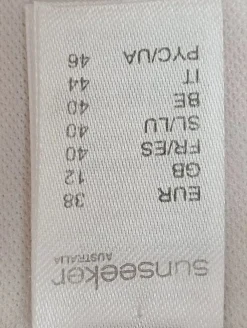 sunseeker
AUSTRALIA
EUR 38
GB 12
FR/ES 40
SL/LU 40
BE 40
IT 44
РУС/UA 46